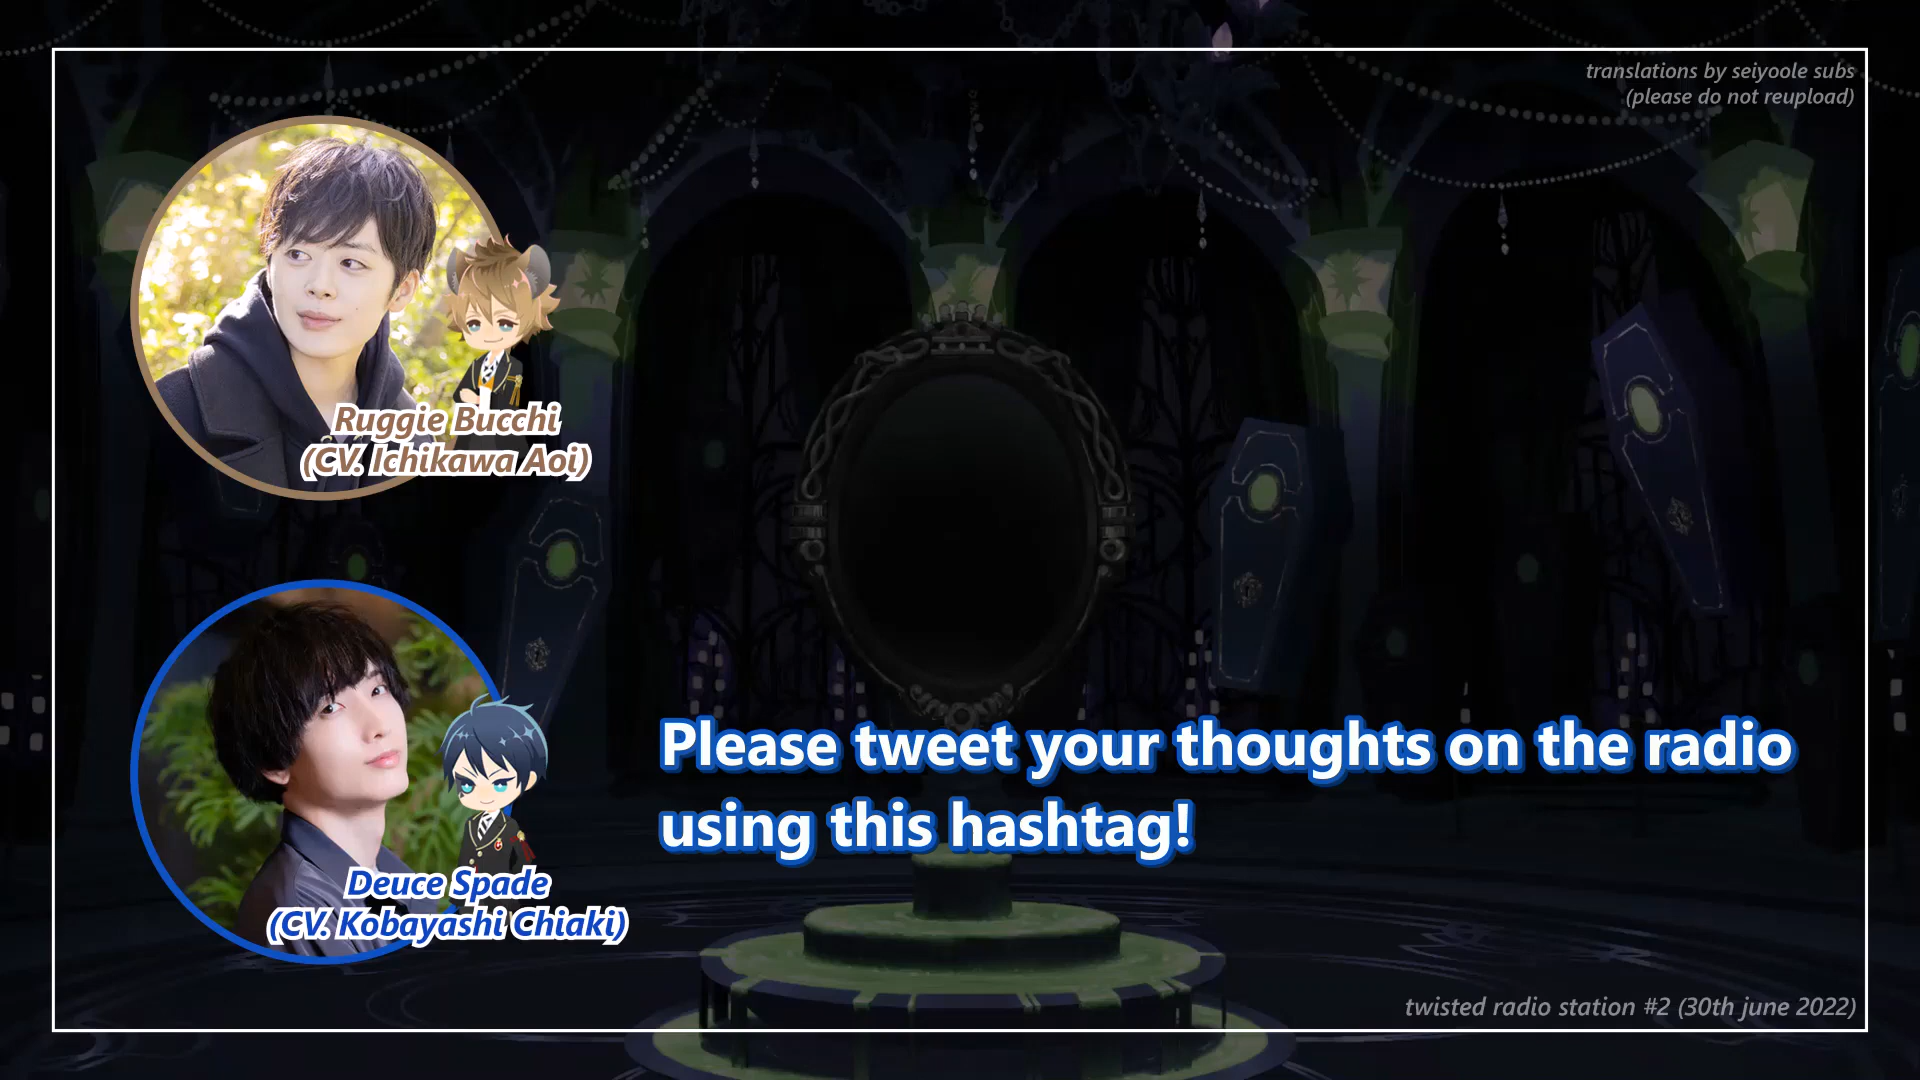 translations by seiyoole subs
(please do not reupload)
Ruggie Bucchi
(CV. Ichikawa Aoi)
Please tweet your thoughts on the radio
using this hashtag!
Deuce Spade
(CV. Kobayashi Chiaki)
twisted radio station #2 (30th june 2022)